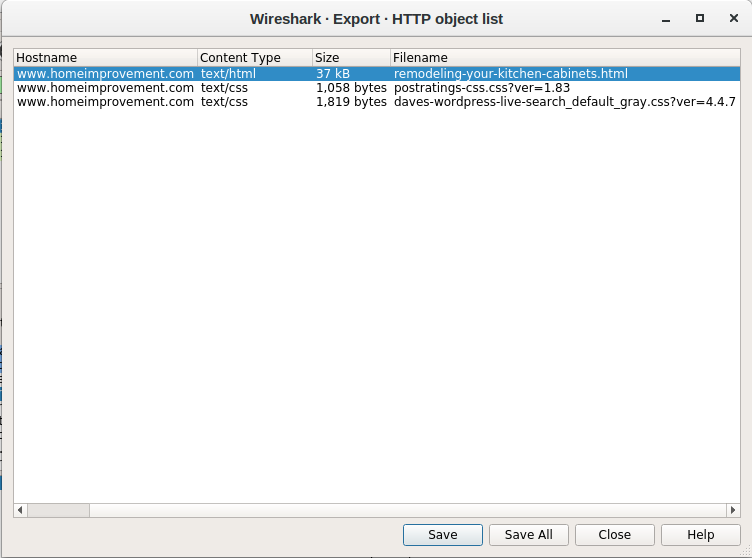 Wireshark · Export · HTTP object list
Hostname Content Type Size Filename
www.homeimprovement.com text/html 37 kB remodeling-your-kitchen-cabinets.html
www.homeimprovement.com text/css 1,058 bytes postratings-css.css?ver=1.83
www.homeimprovement.com text/css 1,819 bytes daves-wordpress-live-search_default_gray.css?ver=4.4.7
Save Save All Close Help